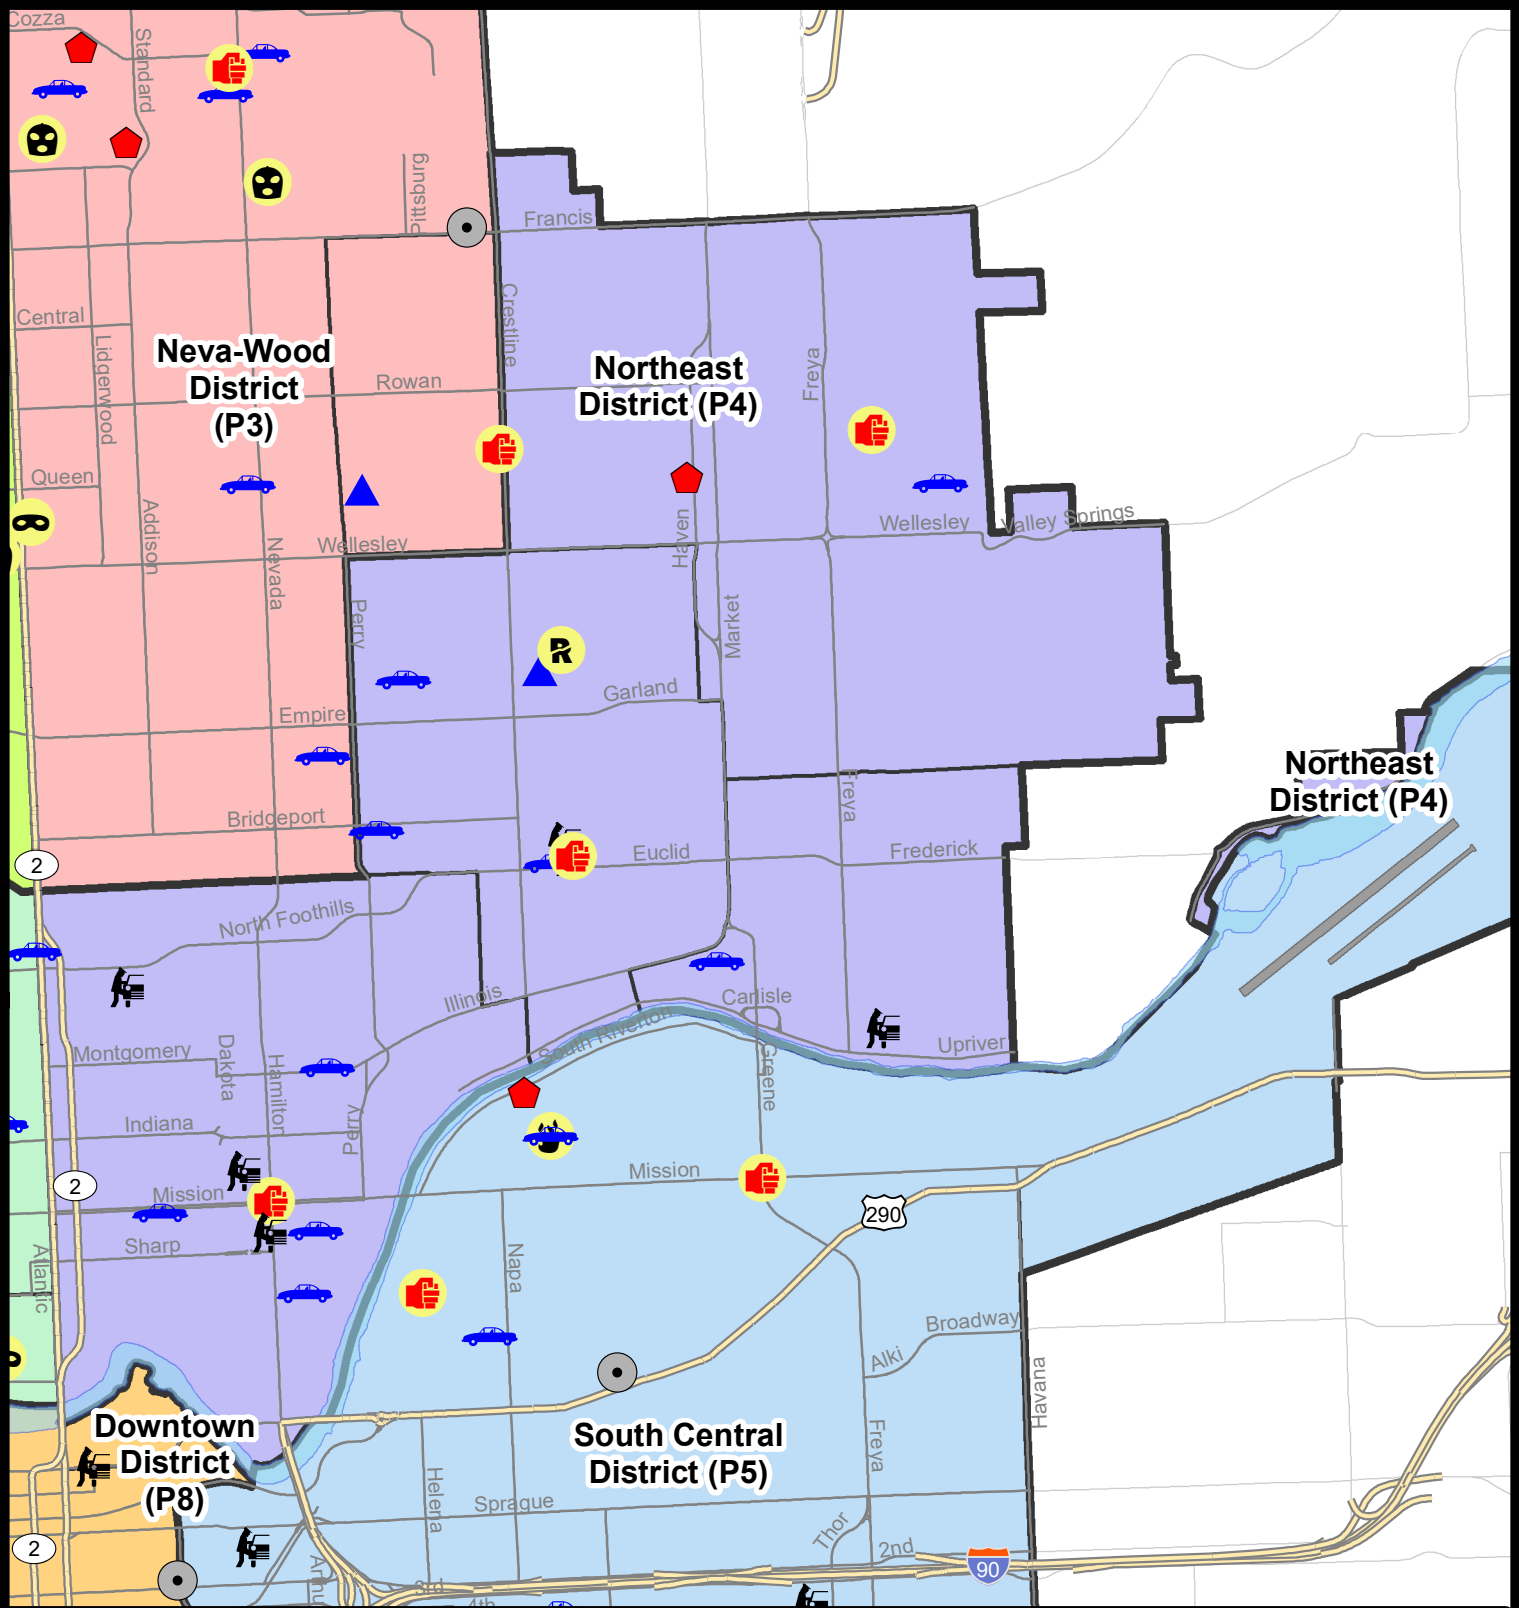 Cozza
Standard
Pittsburg
Francis
Central
Crestline
Lidgerwood
Neva-Wood
District
(P3)
Northeast
District (P4)
Freya
Rowan
Queen
Addison
Haven
Wellesley
Valley Springs
Wellesley
Nevada
Perry
Market
Garland
Empire
Northeast
District (P4)
Freya
Bridgeport
Euclid
Frederick
2
North Foothills
Illinois
Carlisle
South Riverton
Upriver
Montgomery
Dakota
Hamilton
Greene
Indiana
Perry
Mission
2
Mission
290
Sharp
Atlantic
Napa
Broadway
Alki
Havana
Downtown
District
(P8)
South Central
District (P5)
Freya
Helena
Sprague
Thor
2nd
2
90
Arthu
3rd
4th